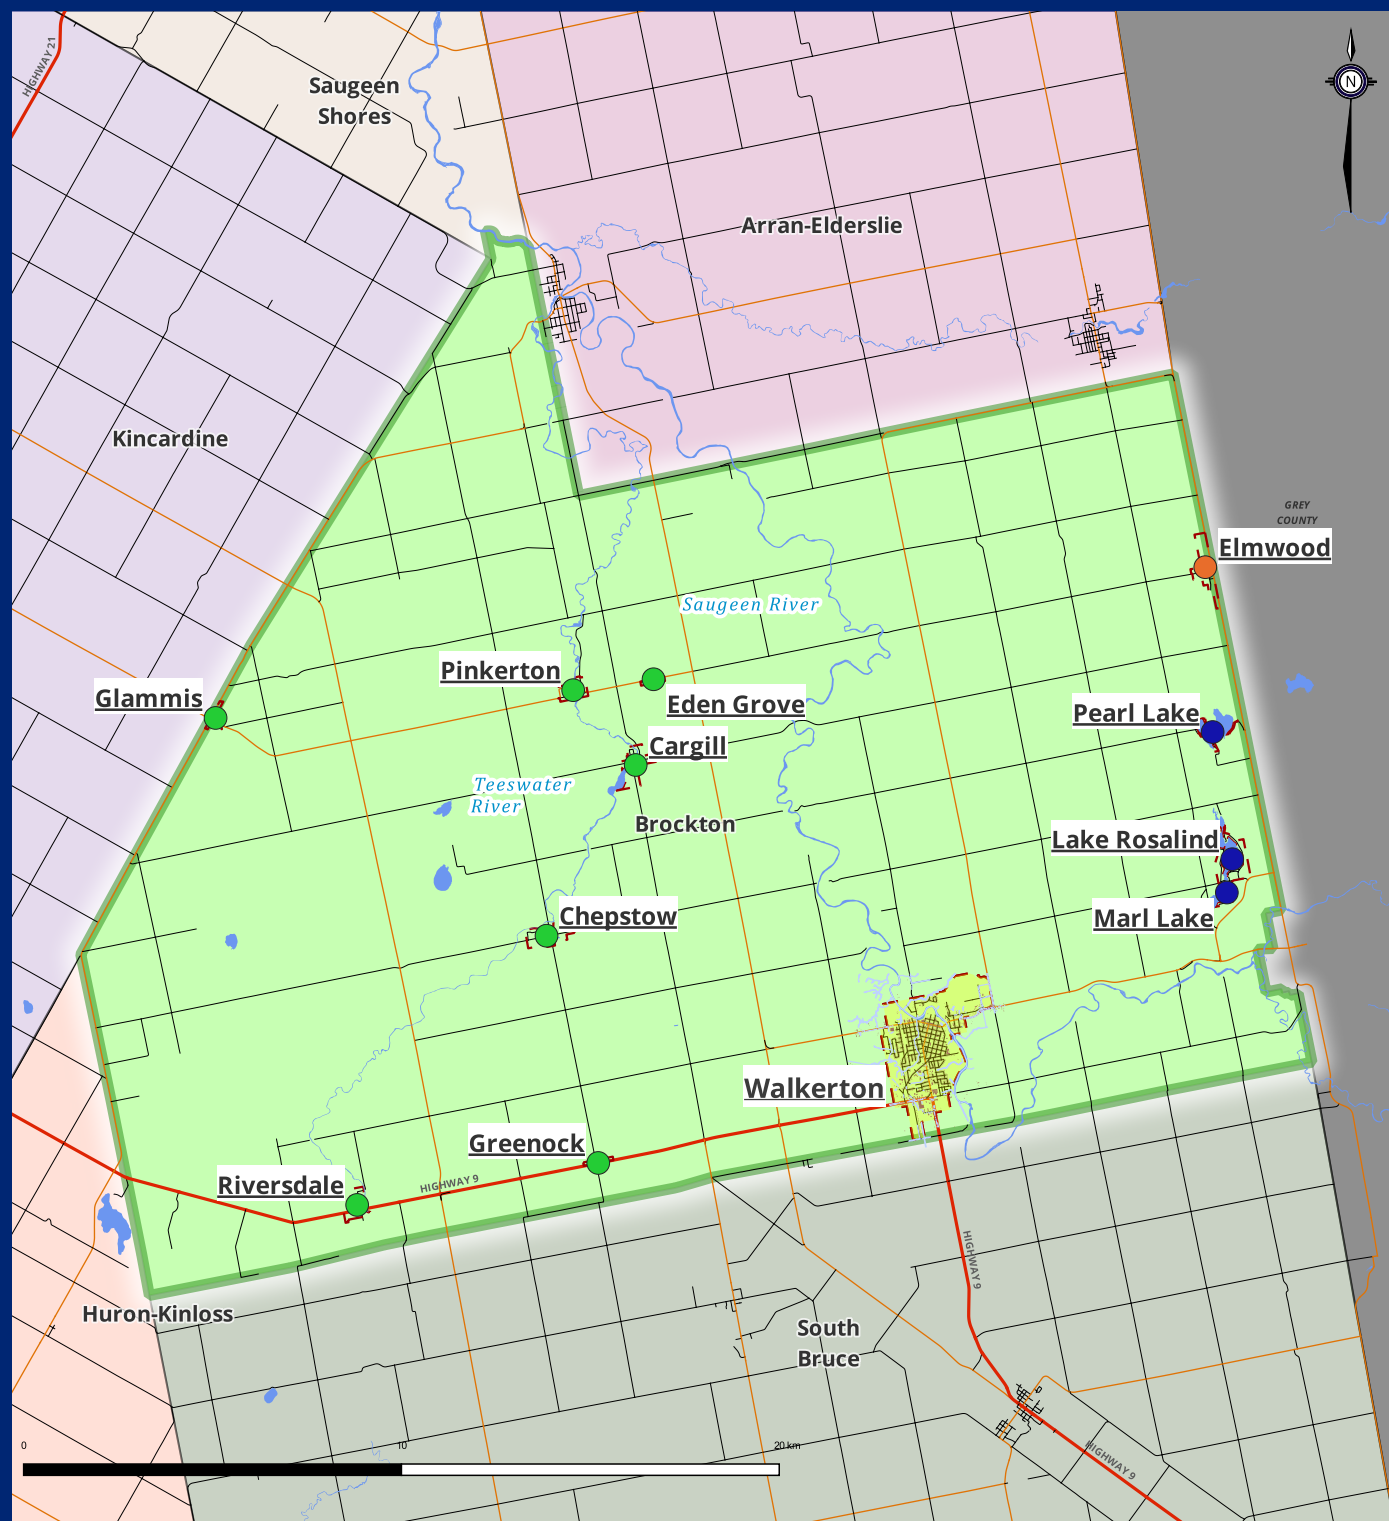 HIGHWAY 21
Saugeen
Shores
N
Arran-Elderslie
Kincardine
GREY
COUNTY
Elmwood
Saugeen River
Pinkerton
Glammis
Eden Grove
Pearl Lake
Cargill
Teeswater
River
Brockton
Lake Rosalind
Chepstow
Marl Lake
Walkerton
Greenock
Riversdale
HIGHWAY 9
HIGHWAY 9
Huron-Kinloss
South
Bruce
0
10
20 km
HIGHWAY 9